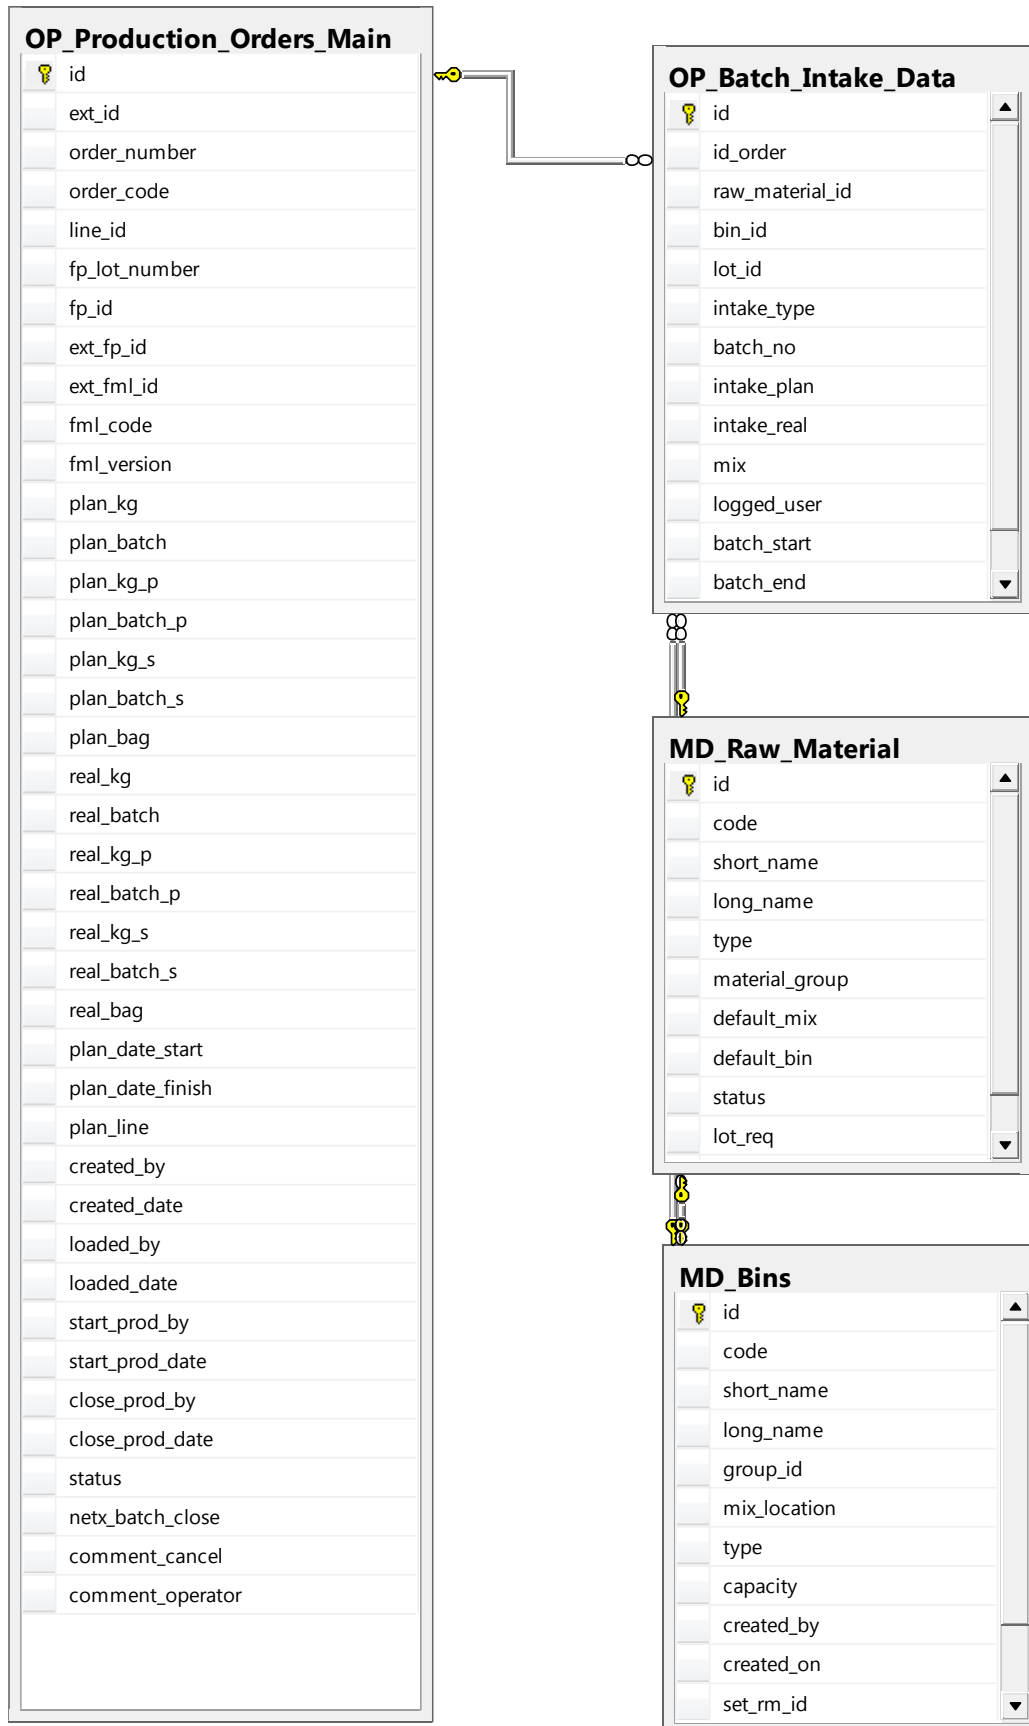 OP_Production_Orders_Main
id
ext_id
order_number
order_code
line_id
fp_lot_number
fp_id
ext_fp_id
ext_fml_id
fml_code
fml_version
plan_kg
plan_batch
plan_kg_p
plan_batch_p
plan_kg_s
plan_batch_s
plan_bag
real_kg
real_batch
real_kg_p
real_batch_p
real_kg_s
real_batch_s
real_bag
plan_date_start
plan_date_finish
plan_line
created_by
created_date
loaded_by
loaded_date
start_prod_by
start_prod_date
close_prod_by
close_prod_date
status
netx_batch_close
comment_cancel
comment_operator
OP_Batch_Intake_Data
id
id_order
raw_material_id
bin_id
lot_id
intake_type
batch_no
intake_plan
intake_real
mix
logged_user
batch_start
batch_end
MD_Raw_Material
id
code
short_name
long_name
type
material_group
default_mix
default_bin
status
lot_req
MD_Bins
id
code
short_name
long_name
group_id
mix_location
type
capacity
created_by
created_on
set_rm_id